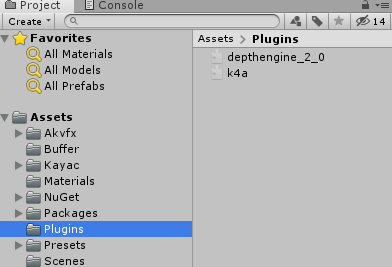 Project
Console
Create
14
Favorites
All Materials
All Models
All Prefabs
Assets
Akvfx
Buffer
Kayac
Materials
NuGet
Packages
Plugins
Presets
Scenes
Assets > Plugins
depthengine_2_0
k4a